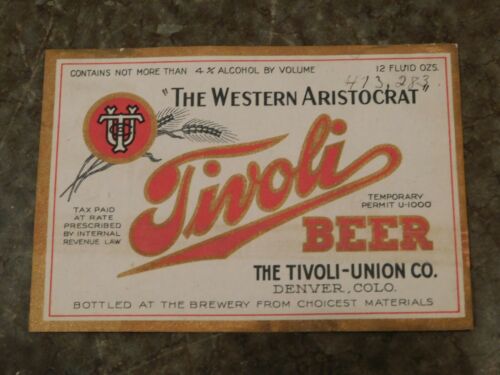 CONTAINS NOT MORE THAN 4% ALCOHOL BY VOLUME 12 FLUID OZS.
413,283
"THE WESTERN ARISTOCRAT"
TU
Tivoli
BEER
TAX PAID
AT RATE
PRESCRIBED
BY INTERNAL
REVENUE LAW
TEMPORARY
PERMIT U-1000
THE TIVOLI-UNION CO.
DENVER, COLO.
BOTTLED AT THE BREWERY FROM CHOICEST MATERIALS